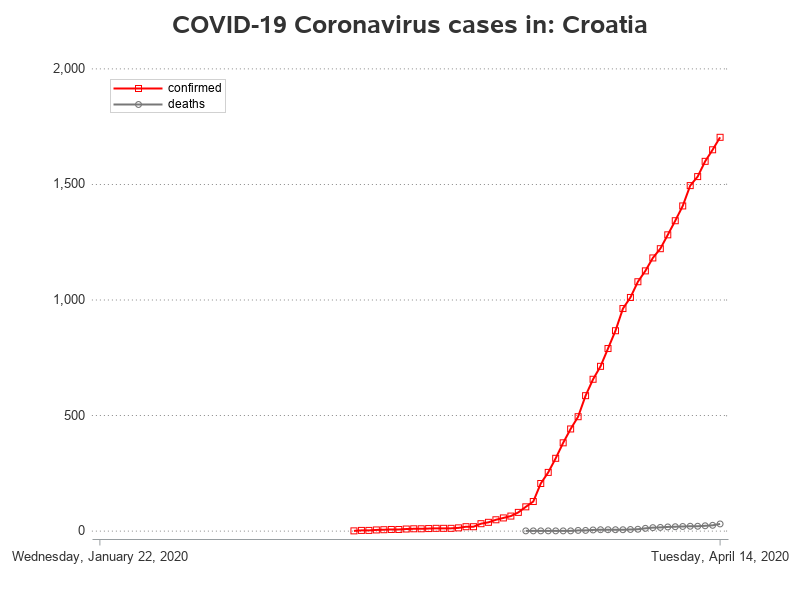 COVID-19 Coronavirus cases in: Croatia
2,000
confirmed
deaths
1,500
1,000
500
0
Wednesday, January 22, 2020
Tuesday, April 14, 2020